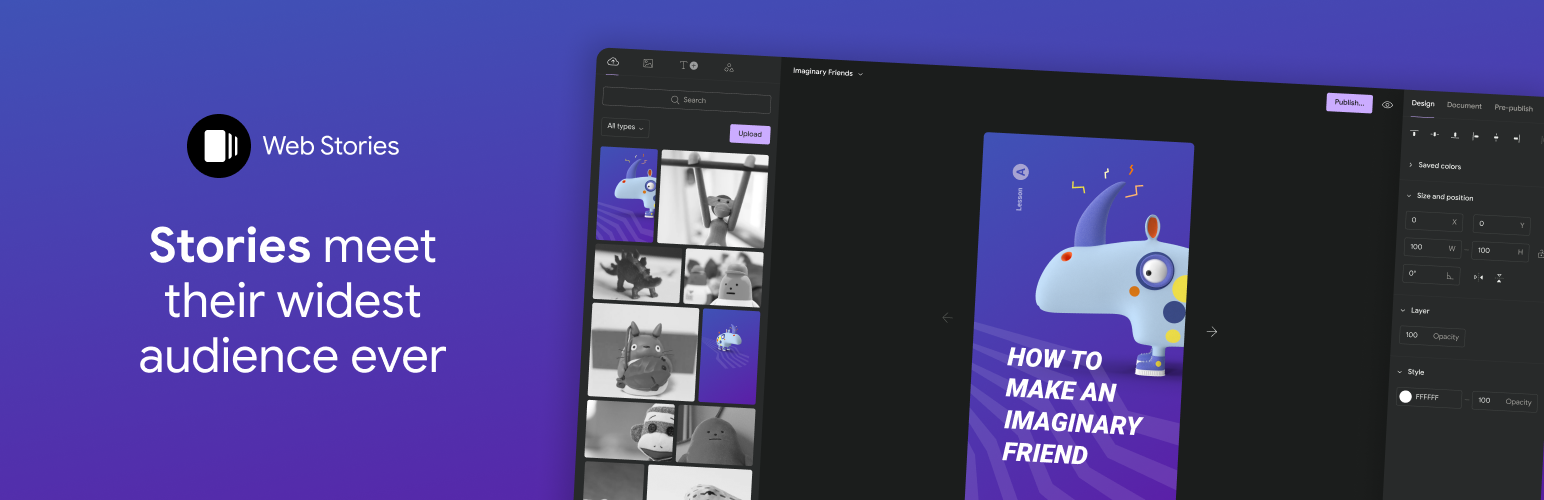 Web Stories
Stories meet
their widest
audience ever
Search
All types
Upload
Imaginary Friends
Publish...
Lesson A
HOW TO
MAKE AN
IMAGINARY
FRIEND
Design Document Pre-publish
Saved colors
Size and position
0 X 0 Y
100 W 100 H
0°
Layer
100 Opacity
Style
FFFFFF 100 Opacity